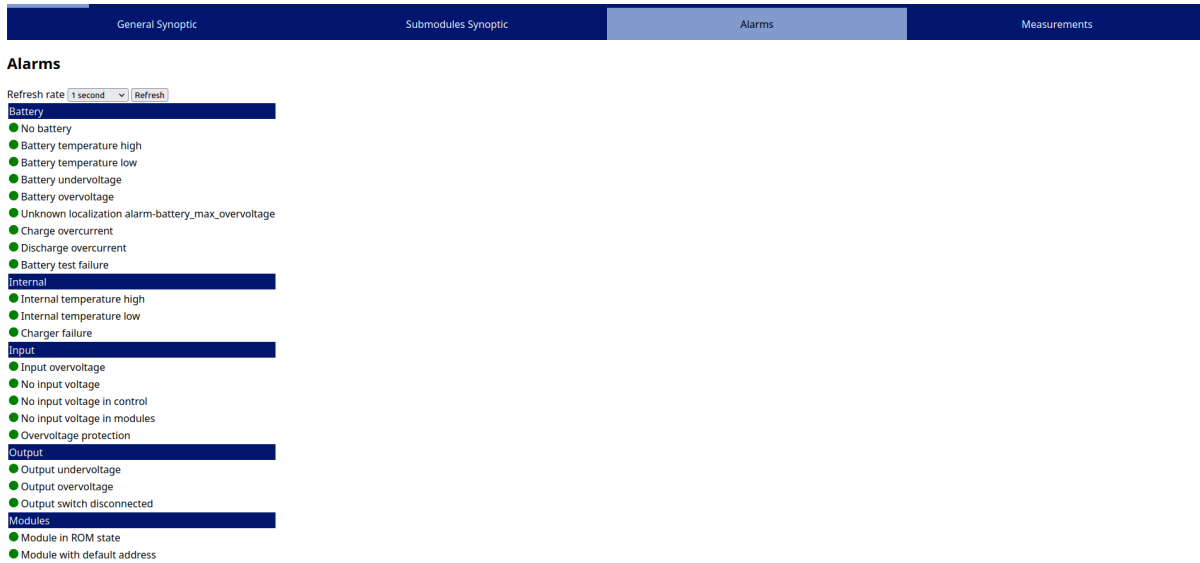 General Synoptic Submodules Synoptic Alarms Measurements
Alarms
Refresh rate 1 second Refresh
Battery
No battery
Battery temperature high
Battery temperature low
Battery undervoltage
Battery overvoltage
Unknown localization alarm-battery_max_overvoltage
Charge overcurrent
Discharge overcurrent
Battery test failure
Internal
Internal temperature high
Internal temperature low
Charger failure
Input
Input overvoltage
No input voltage
No input voltage in control
No input voltage in modules
Overvoltage protection
Output
Output undervoltage
Output overvoltage
Output switch disconnected
Modules
Module in ROM state
Module with default address